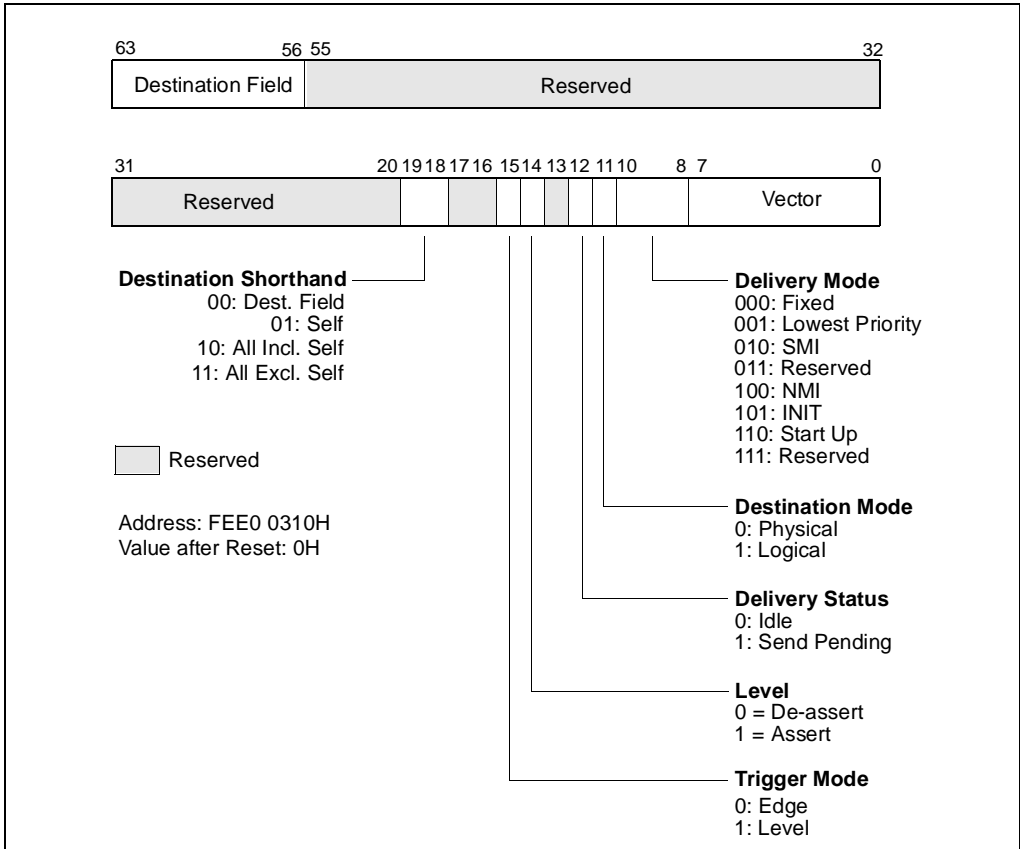 63 56 55 32
Destination Field Reserved
31 20 19 18 17 16 15 14 13 12 11 10 8 7 0
Reserved Vector
Destination Shorthand
00: Dest. Field
01: Self
10: All Incl. Self
11: All Excl. Self
Reserved
Address: FEE0 0310H
Value after Reset: 0H
Delivery Mode
000: Fixed
001: Lowest Priority
010: SMI
011: Reserved
100: NMI
101: INIT
110: Start Up
111: Reserved
Destination Mode
0: Physical
1: Logical
Delivery Status
0: Idle
1: Send Pending
Level
0 = De-assert
1 = Assert
Trigger Mode
0: Edge
1: Level